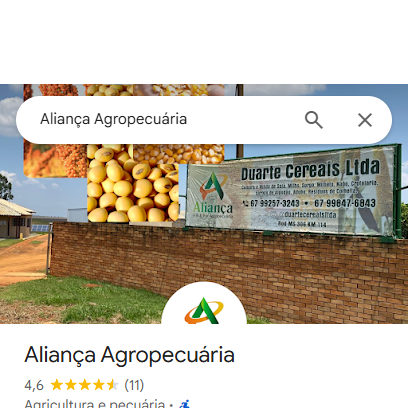 Aliança Agropecuária
Duarte Cereais Ltda
Aliança
67 99257-3243 • 67 99847-6843
duartecereaisltda
Rod MS 306 KM 114
Aliança Agropecuária
4,6 (11)
Agricultura e pecuária ·